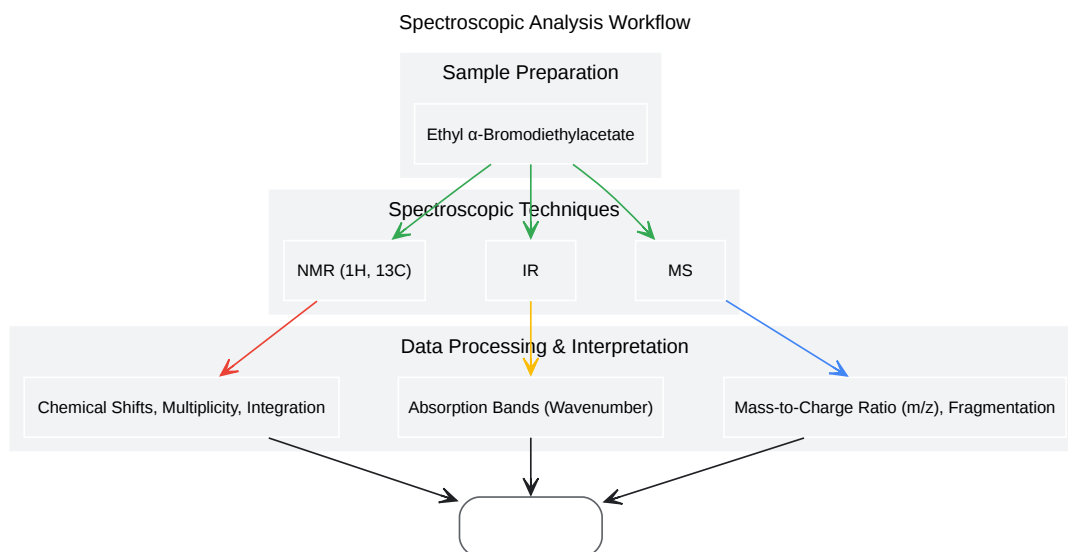 Spectroscopic Analysis Workflow
Sample Preparation
Ethyl α-Bromodiethylacetate
Spectroscopic Techniques
NMR (1H, 13C)
IR
MS
Data Processing & Interpretation
Chemical Shifts, Multiplicity, Integration
Absorption Bands (Wavenumber)
Mass-to-Charge Ratio (m/z), Fragmentation